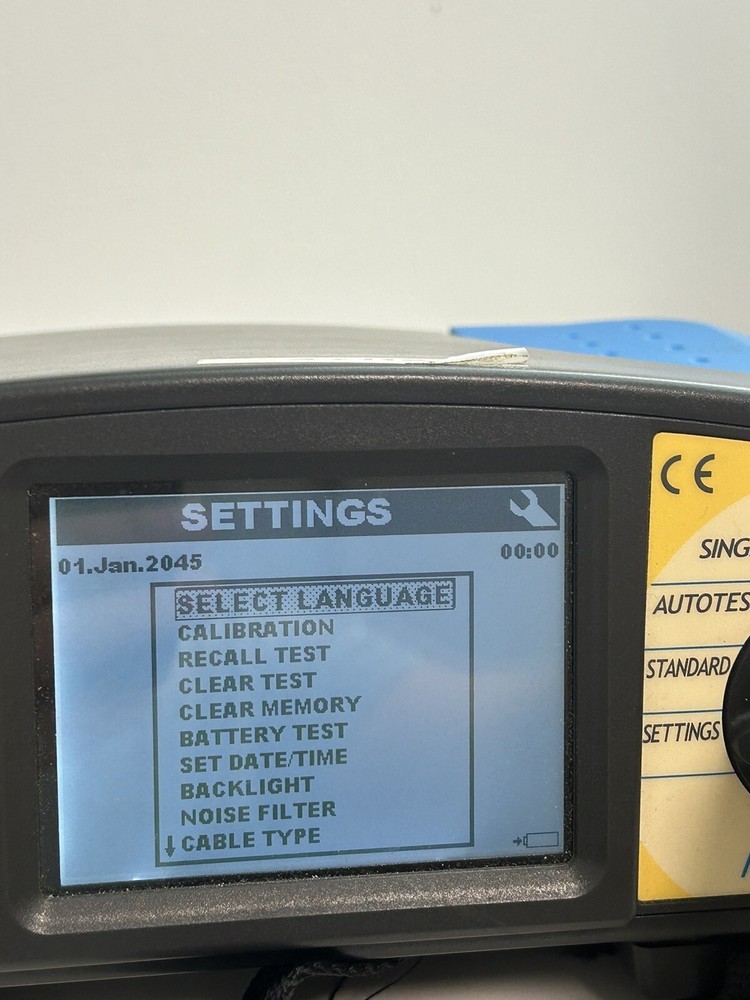 SETTINGS
01.Jan.2045 00:00
SELECT LANGUAGE
CALIBRATION
RECALL TEST
CLEAR TEST
CLEAR MEMORY
BATTERY TEST
SET DATE/TIME
BACKLIGHT
NOISE FILTER
↓ CABLE TYPE
CE
SING
AUTOTES
STANDARD
SETTINGS